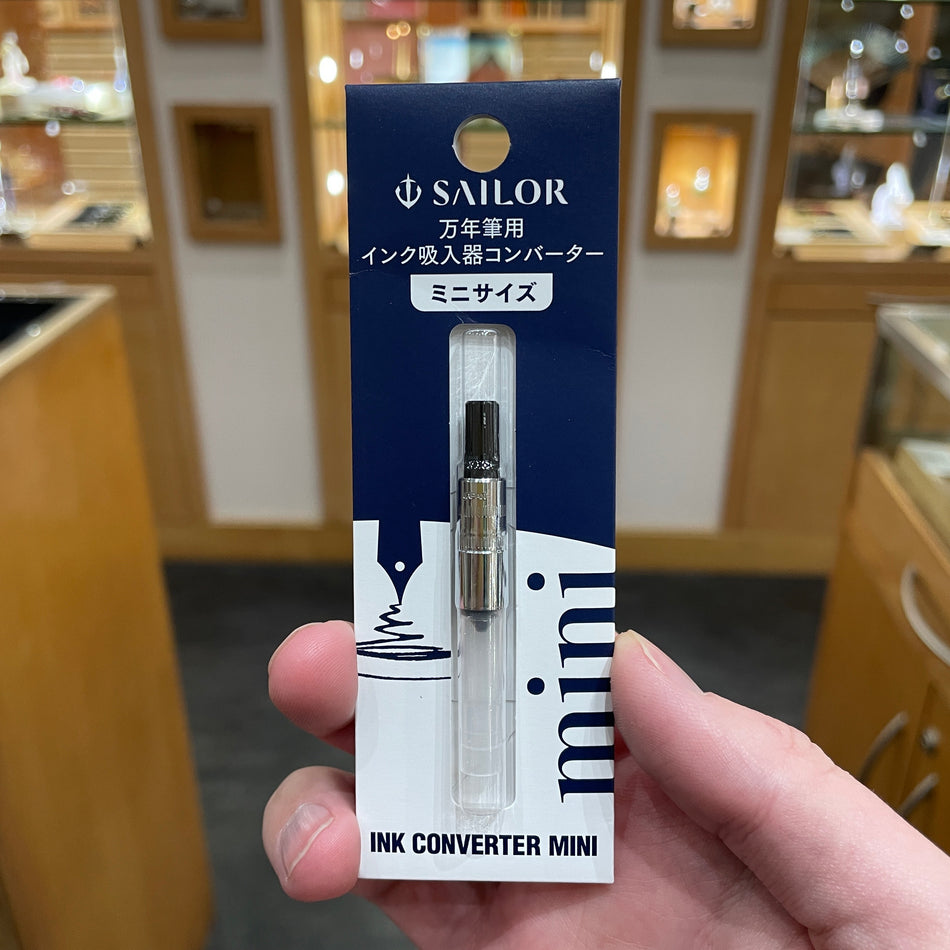 SAILOR
万年筆用
インク吸入器コンバーター
ミニサイズ
mini
INK CONVERTER MINI